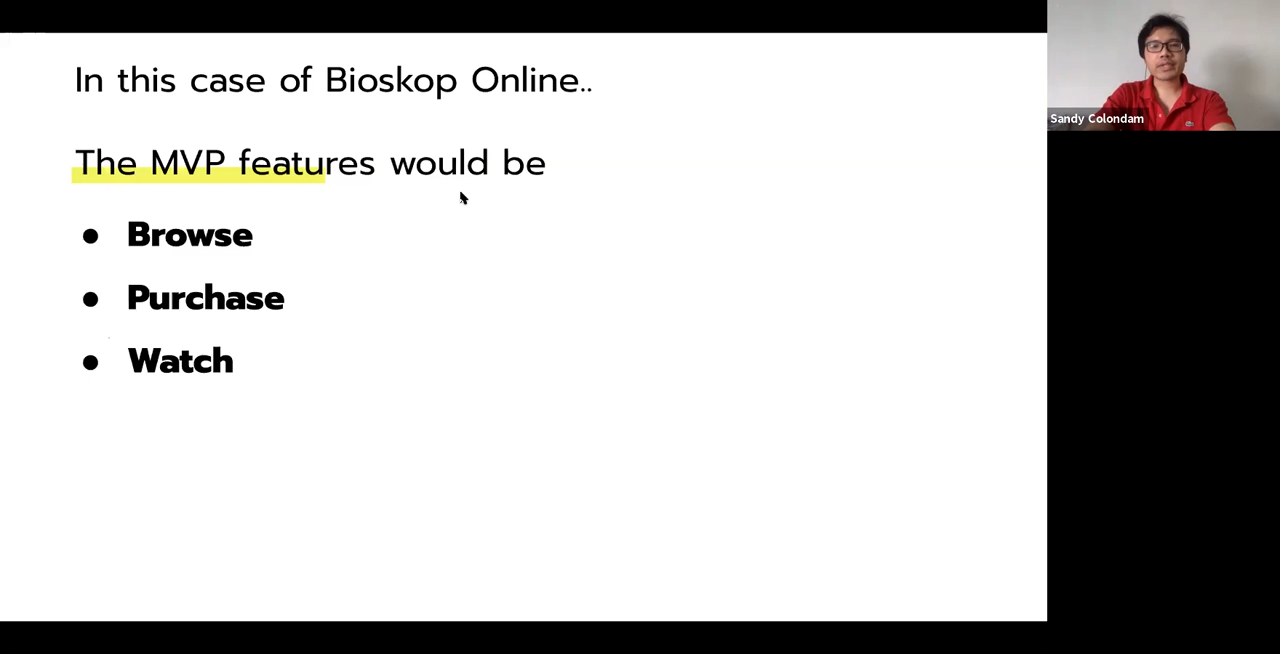 In this case of Bioskop Online..
The MVP features would be
● Browse
● Purchase
● Watch
Sandy Colondam